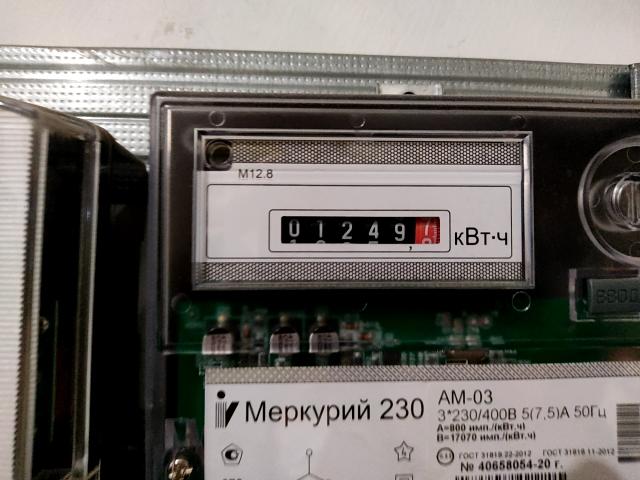 М12.8
01249,7
кВт·ч
Меркурий 230
АМ-03
3*230/400В 5(7,5)А 50Гц
А=800 имп./(кВт.ч)
В=17070 имп./(кВт.ч)
ГОСТ 31819.22-2012 ГОСТ 31818.11-2012
№ 40658054-20 г.